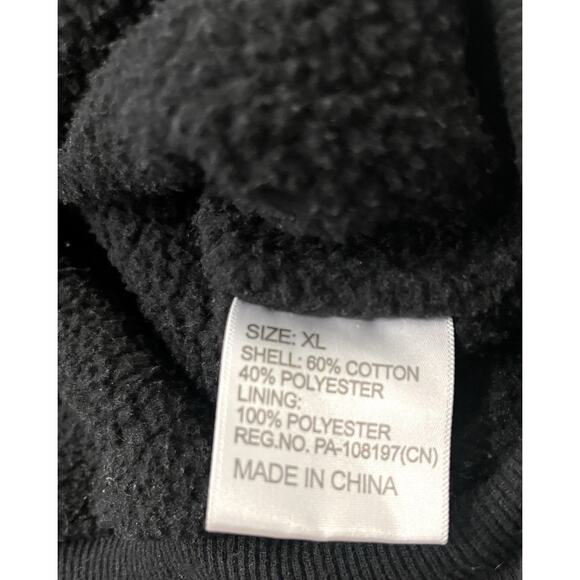 SIZE: XL
SHELL: 60% COTTON
40% POLYESTER
LINING:
100% POLYESTER
REG.NO. PA-108197(CN)
MADE IN CHINA